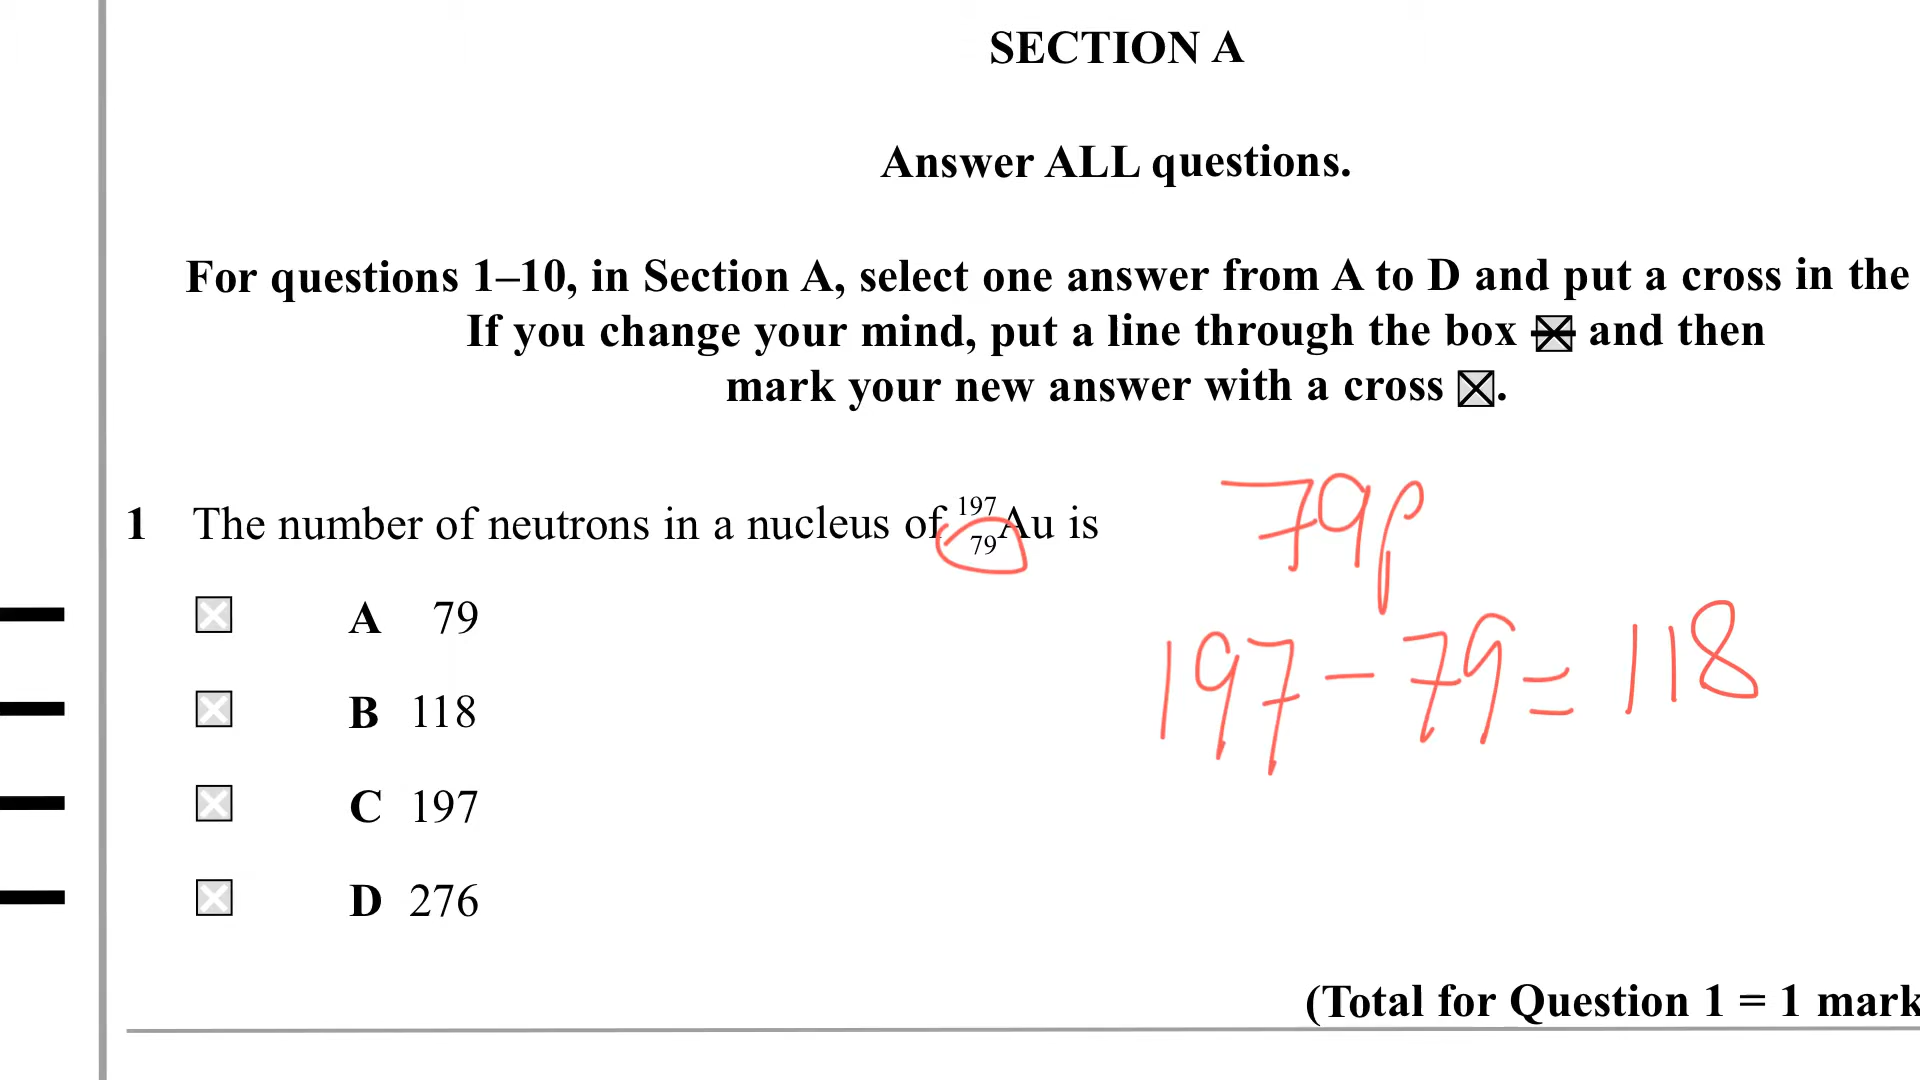 SECTION A
Answer ALL questions.
For questions 1–10, in Section A, select one answer from A to D and put a cross in the
If you change your mind, put a line through the box and then
mark your new answer with a cross .
1 The number of neutrons in a nucleus of ¹⁹⁷₇₉Au is
79p
A 79
197 - 79 = 118
B 118
C 197
D 276
(Total for Question 1 = 1 mark